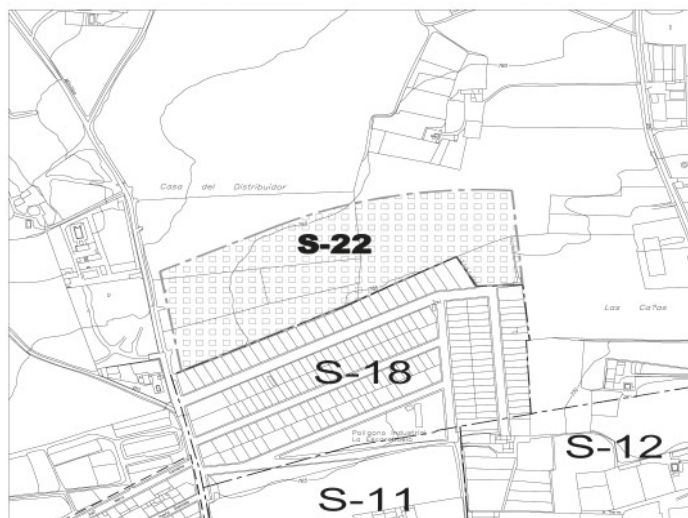 Casa del Distribuidor
S-22
Las Cañas
S-18
Polígono Industrial
S-12
S-11